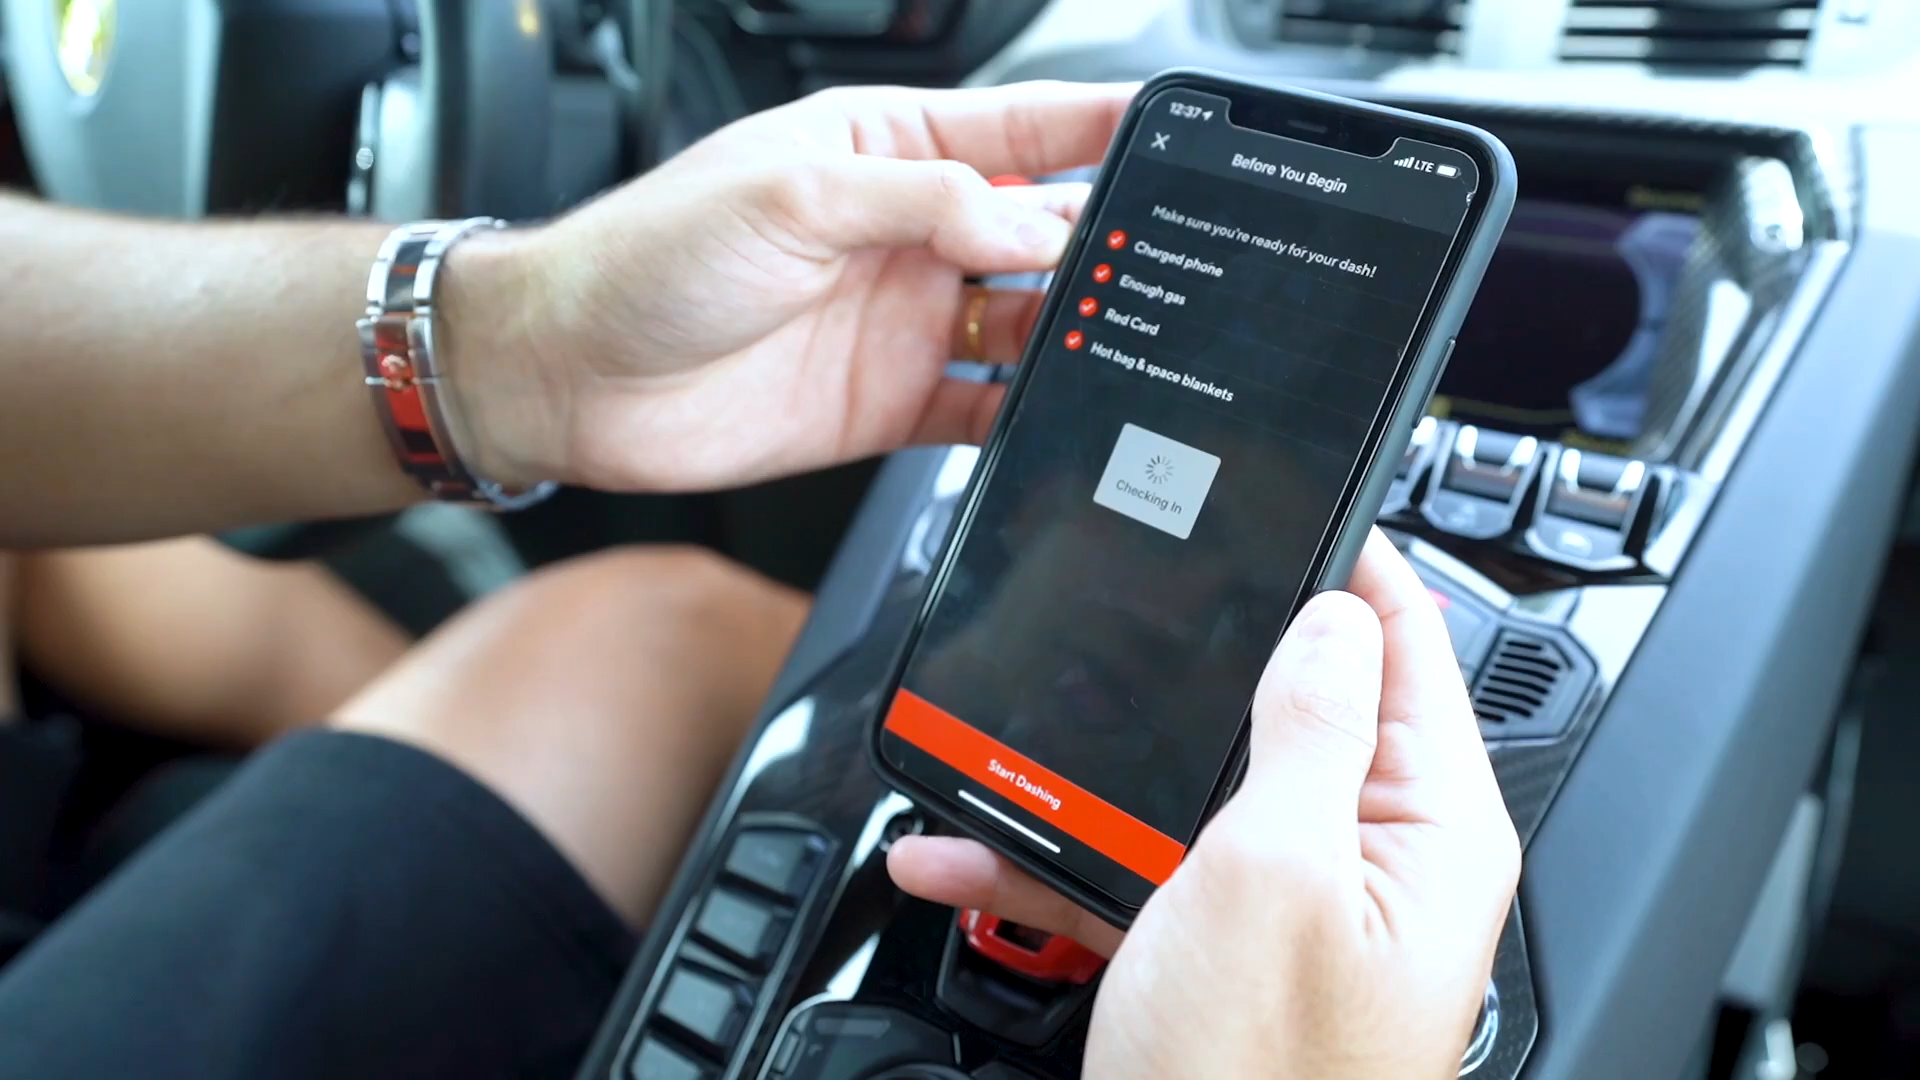 12:37
LTE
Before You Begin
Make sure you're ready for your dash!
Charged phone
Enough gas
Red Card
Hot bag & space blankets
Checking In
Start Dashing